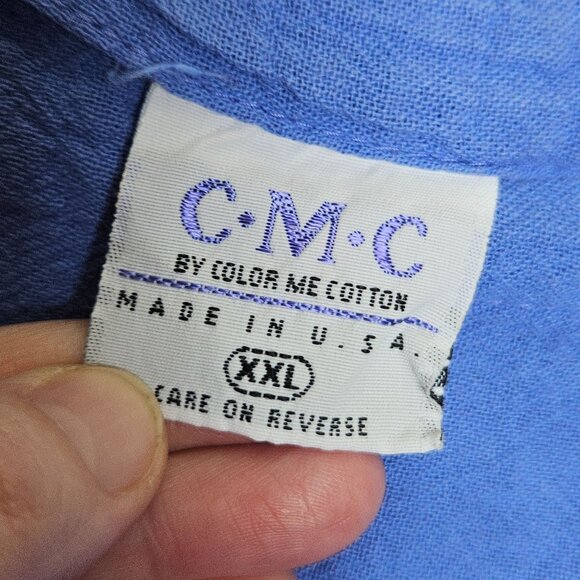 C·M·C
BY COLOR ME COTTON
MADE IN U.S.A.
XXL
CARE ON REVERSE